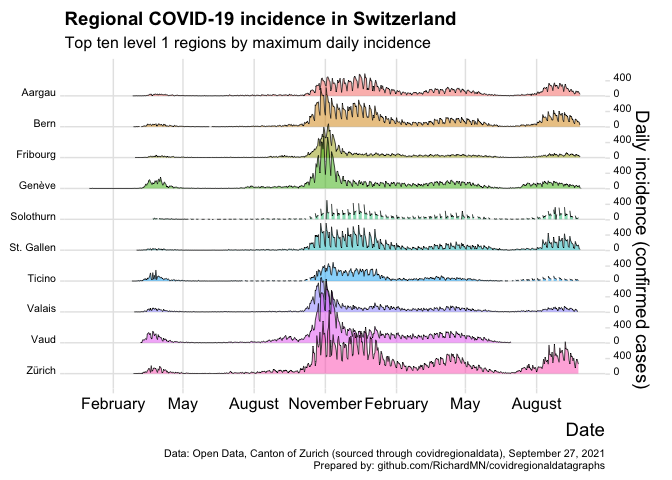 Regional COVID-19 incidence in Switzerland
Top ten level 1 regions by maximum daily incidence
Aargau 400 0
Bern 400 0
Fribourg 400 0
Genève 400 0
Solothurn 400 0
St. Gallen 400 0
Ticino 400 0
Valais 400 0
Vaud 400 0
Zürich 400 0
Daily incidence (confirmed cases)
February May August November February May August
Date
Data: Open Data, Canton of Zurich (sourced through covidregionaldata), September 27, 2021
Prepared by: github.com/RichardMN/covidregionaldatagraphs